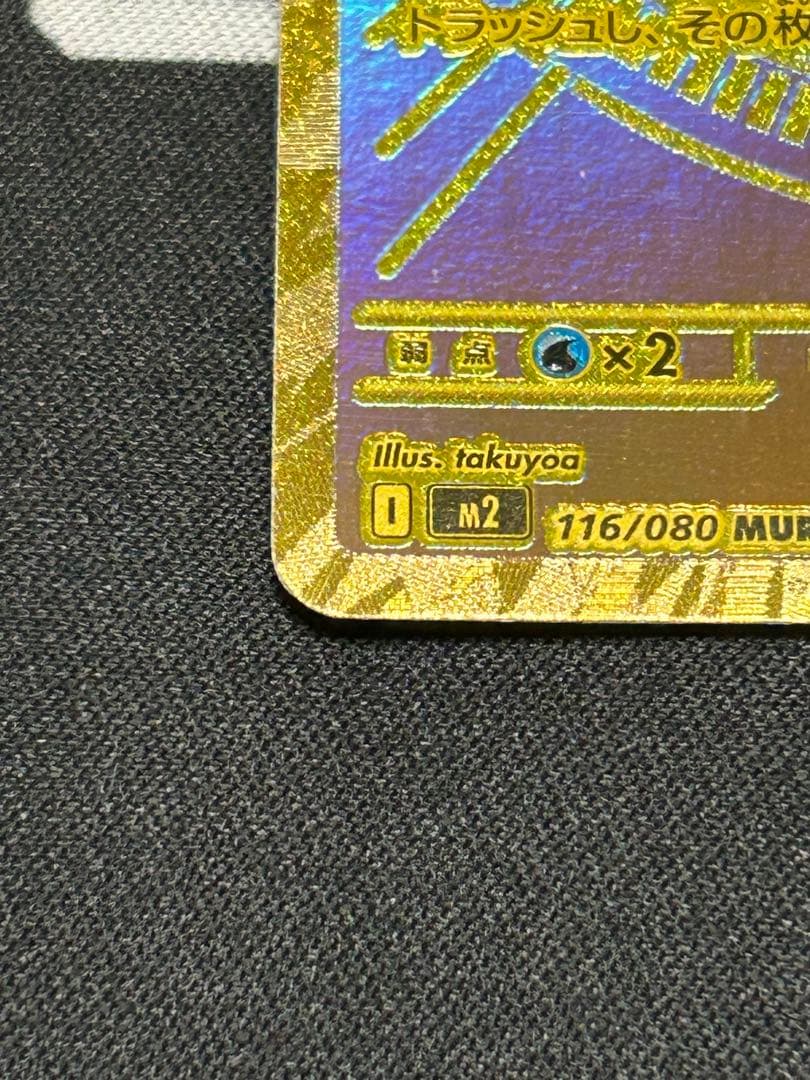 トラッシュし、その枚
弱 点 ×2
Illus. takuyoa
I M2 116/080 MUR